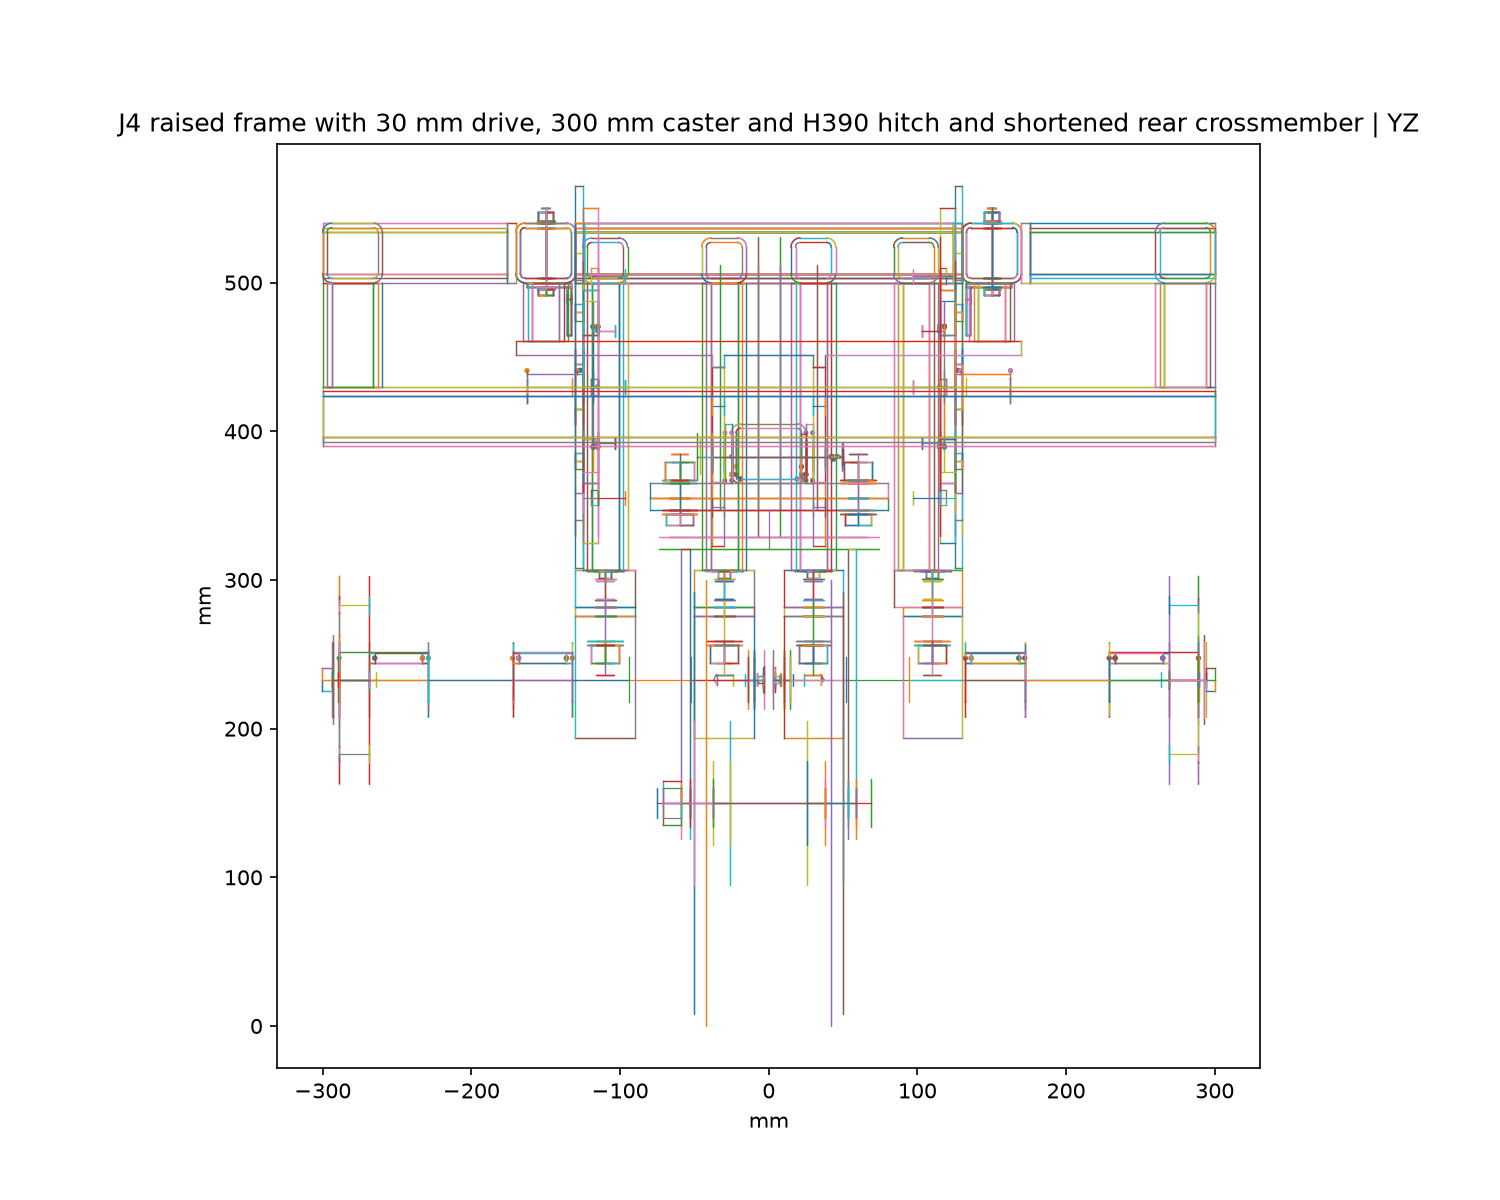 J4 raised frame with 30 mm drive, 300 mm caster and H390 hitch and shortened rear crossmember | YZ
500
400
300
200
100
0
mm
−300 −200 −100 0 100 200 300
mm